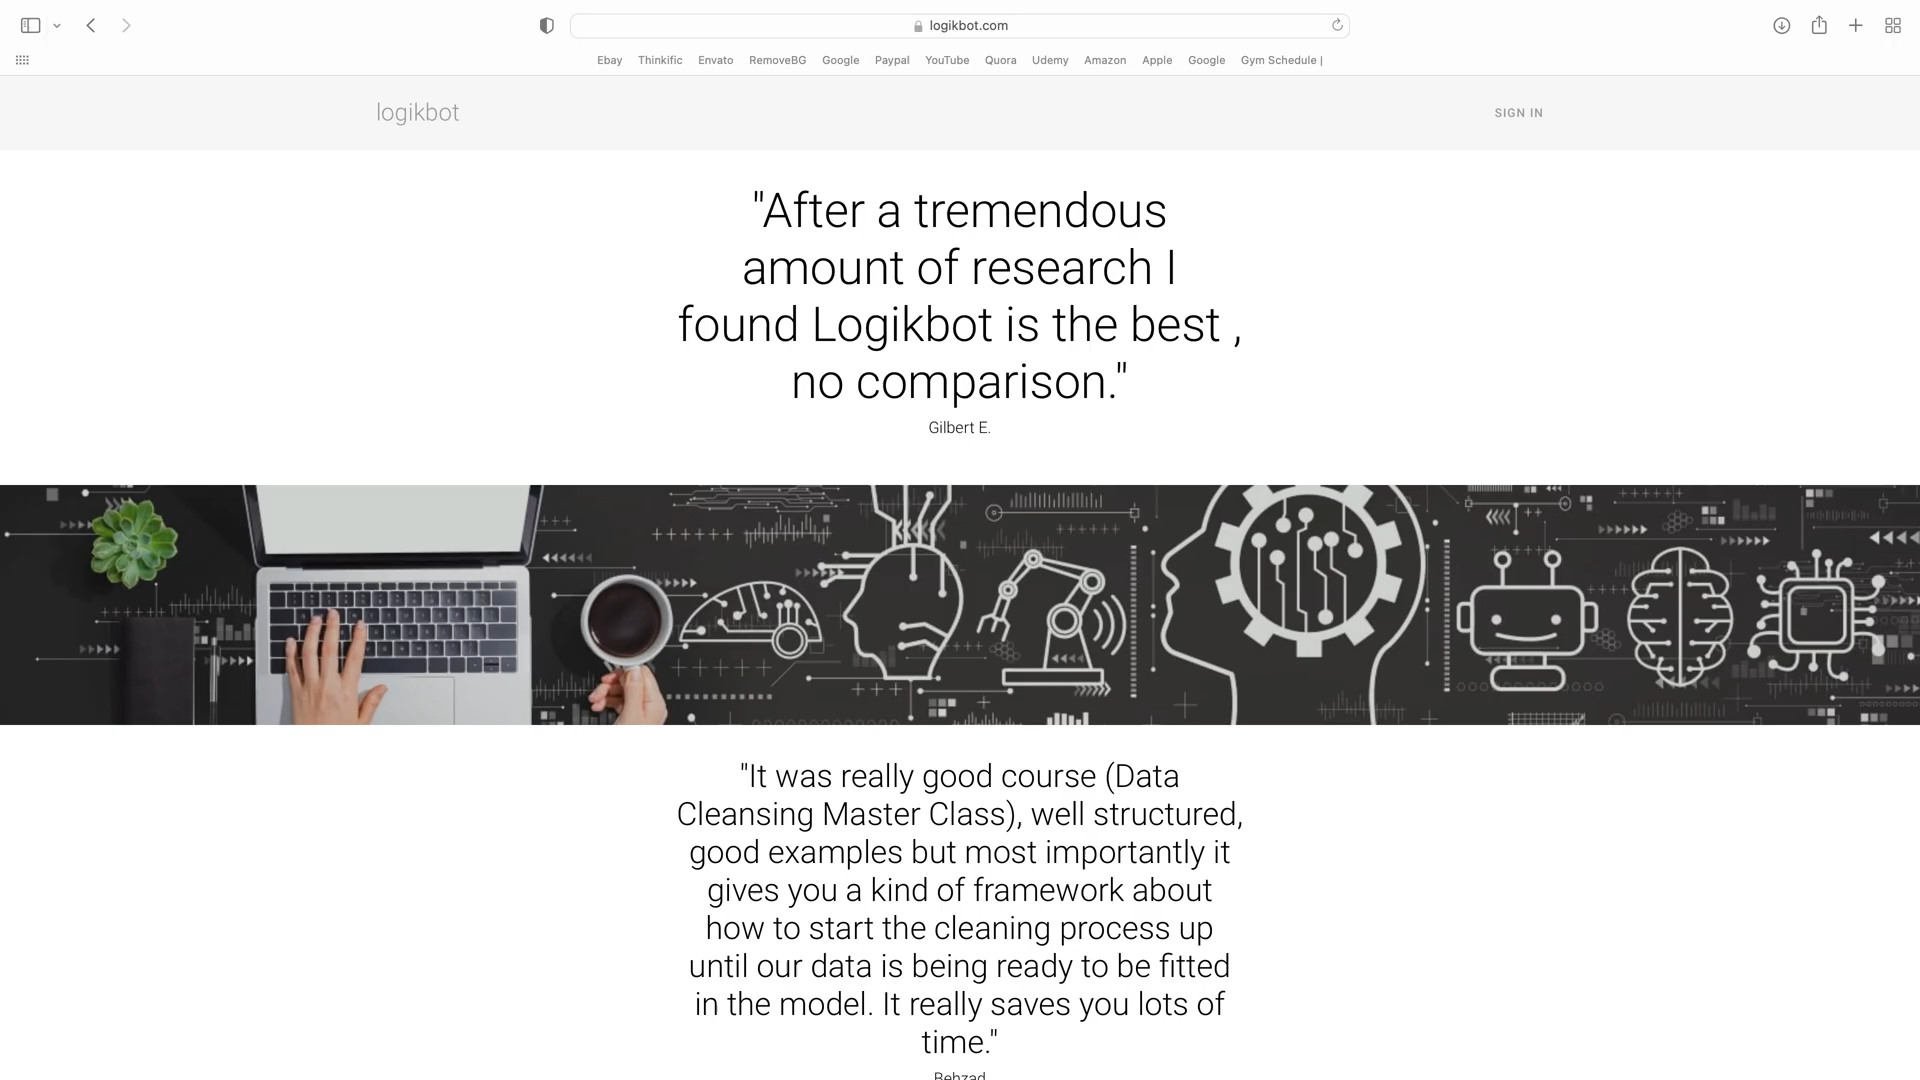 logikbot.com
Ebay Thinkific Envato RemoveBG Google Paypal YouTube Quora Udemy Amazon Apple Google Gym Schedule |
logikbot
SIGN IN
"After a tremendous
amount of research I
found Logikbot is the best ,
no comparison."
Gilbert E.
"It was really good course (Data
Cleansing Master Class), well structured,
good examples but most importantly it
gives you a kind of framework about
how to start the cleaning process up
until our data is being ready to be fitted
in the model. It really saves you lots of
time."
Behzad